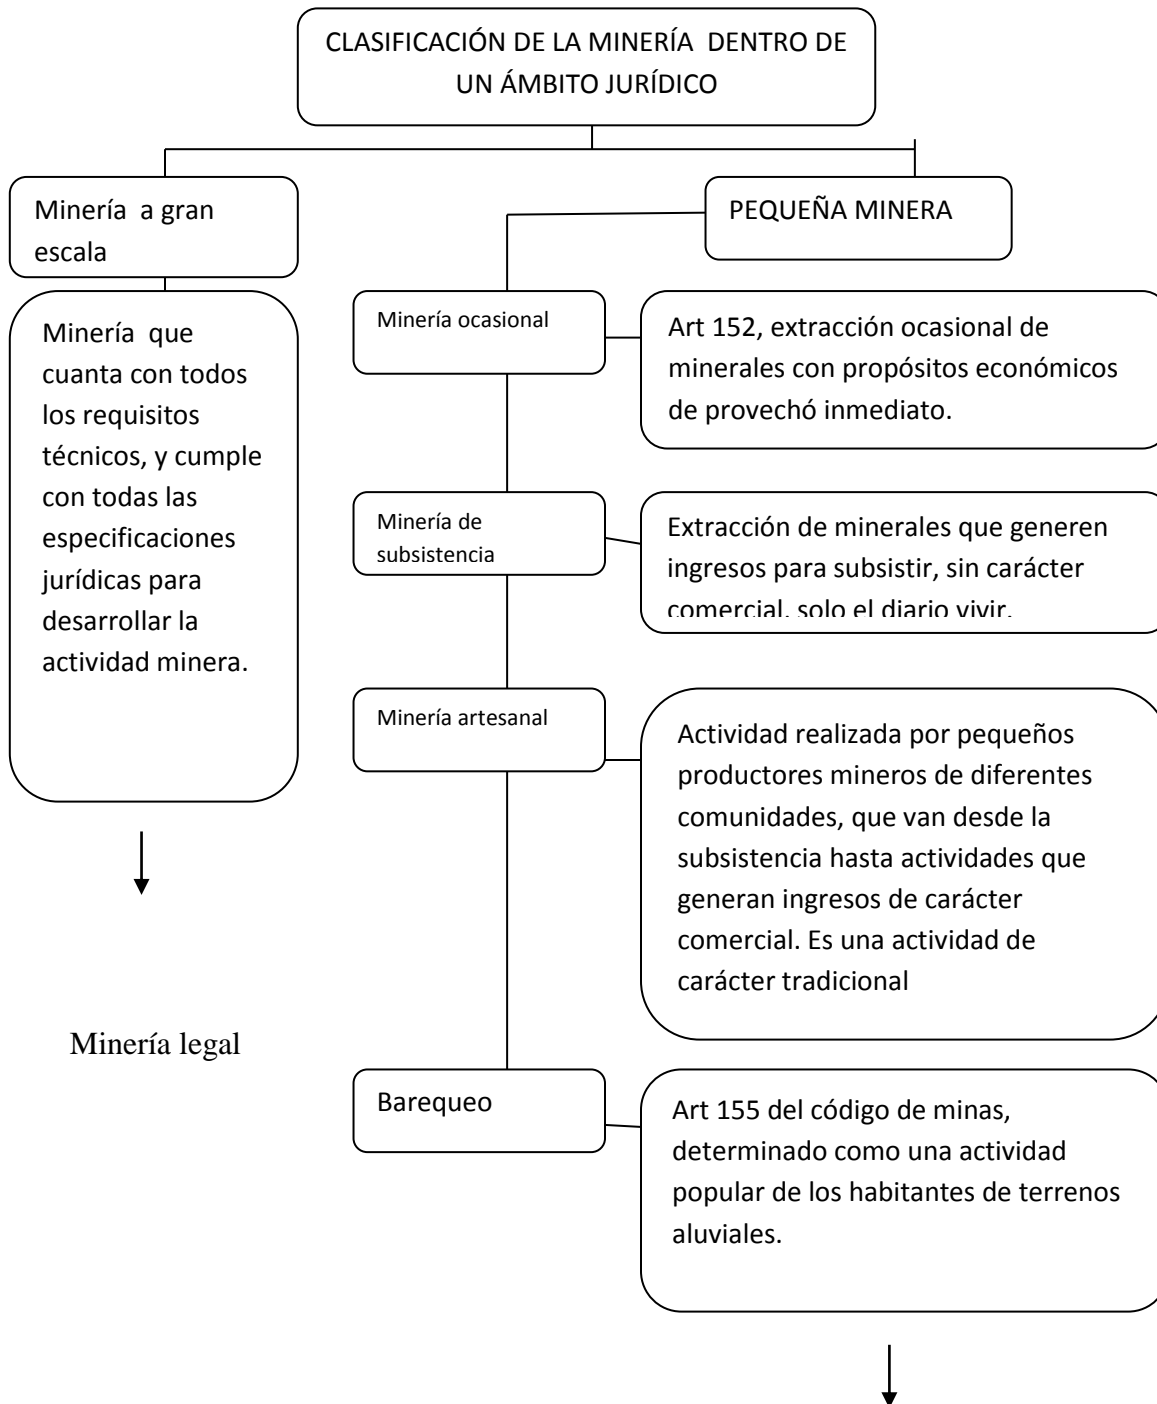 CLASIFICACIÓN DE LA MINERÍA DENTRO DE
UN ÁMBITO JURÍDICO
Minería a gran
escala
PEQUEÑA MINERA
Minería que
cuanta con todos
los requisitos
técnicos, y cumple
con todas las
especificaciones
jurídicas para
desarrollar la
actividad minera.
Minería legal
Minería ocasional
Art 152, extracción ocasional de
minerales con propósitos económicos
de provechó inmediato.
Minería de
subsistencia
Extracción de minerales que generen
ingresos para subsistir, sin carácter
comercial, solo el diario vivir.
Minería artesanal
Actividad realizada por pequeños
productores mineros de diferentes
comunidades, que van desde la
subsistencia hasta actividades que
generan ingresos de carácter
comercial. Es una actividad de
carácter tradicional
Barequeo
Art 155 del código de minas,
determinado como una actividad
popular de los habitantes de terrenos
aluviales.